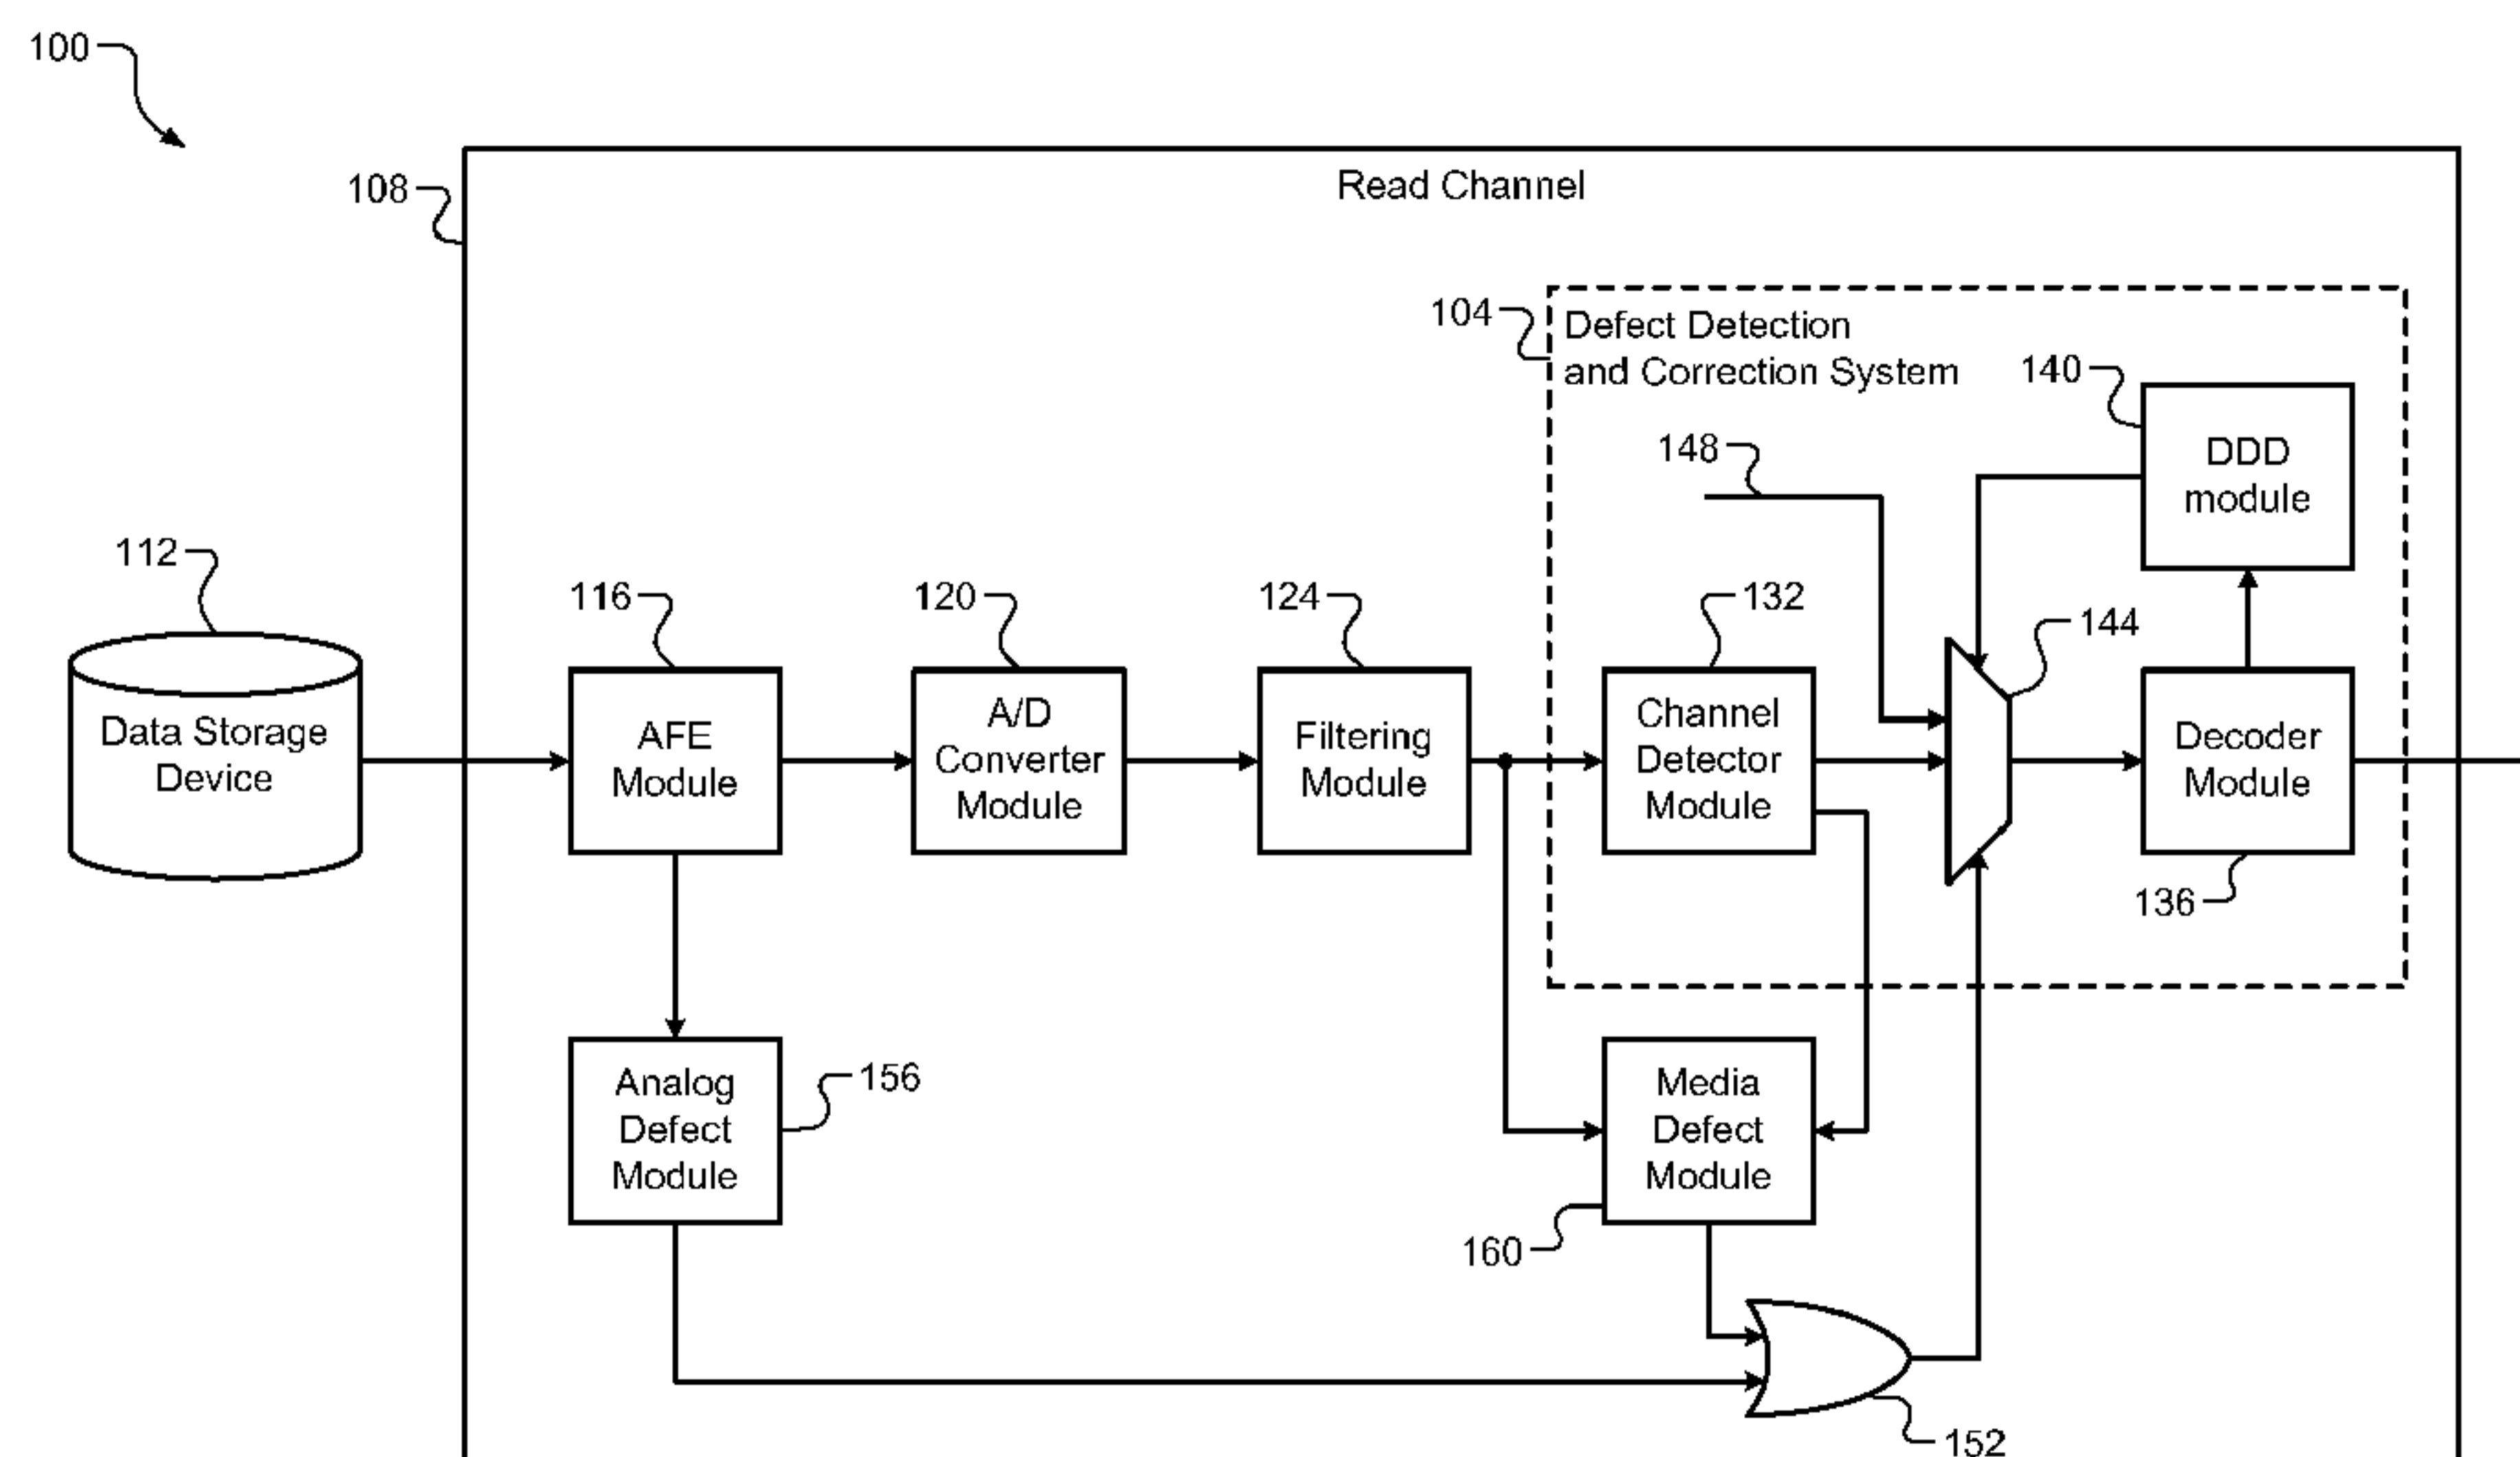 100
108
Read Channel
104
Defect Detection
and Correction System
140
DDD
module
148
112
116
120
124
132
144
Data Storage
Device
AFE
Module
A/D
Converter
Module
Filtering
Module
Channel
Detector
Module
Decoder
Module
136
Analog
Defect
Module
156
Media
Defect
Module
160
152